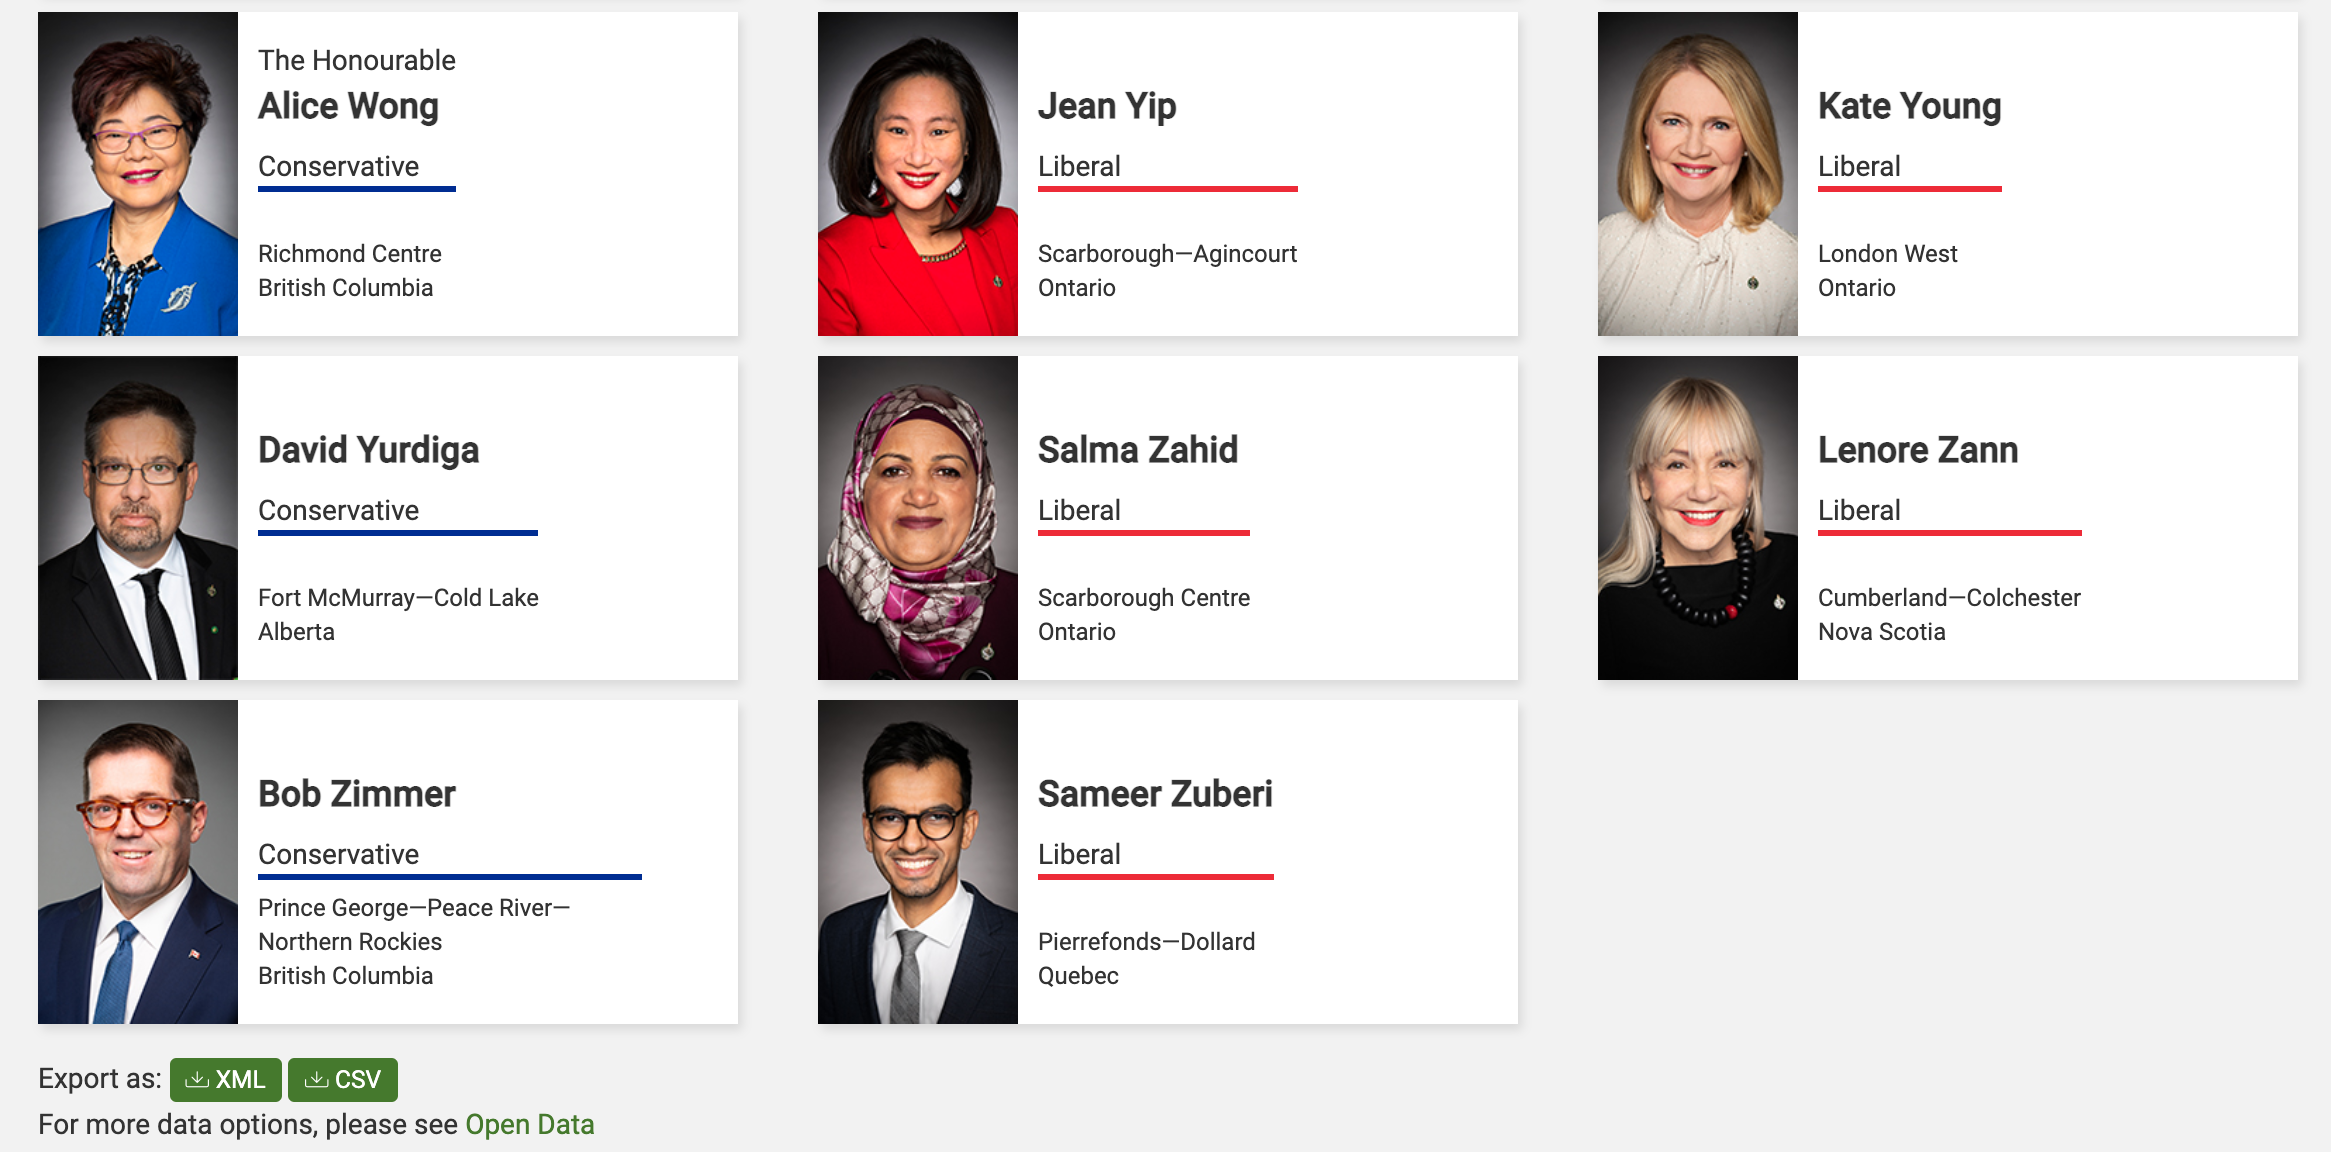 The Honourable
Alice Wong
Conservative
Richmond Centre
British Columbia
Jean Yip
Liberal
Scarborough—Agincourt
Ontario
Kate Young
Liberal
London West
Ontario
David Yurdiga
Conservative
Fort McMurray—Cold Lake
Alberta
Salma Zahid
Liberal
Scarborough Centre
Ontario
Lenore Zann
Liberal
Cumberland—Colchester
Nova Scotia
Bob Zimmer
Conservative
Prince George—Peace River—
Northern Rockies
British Columbia
Sameer Zuberi
Liberal
Pierrefonds—Dollard
Quebec
Export as: XML CSV
For more data options, please see Open Data